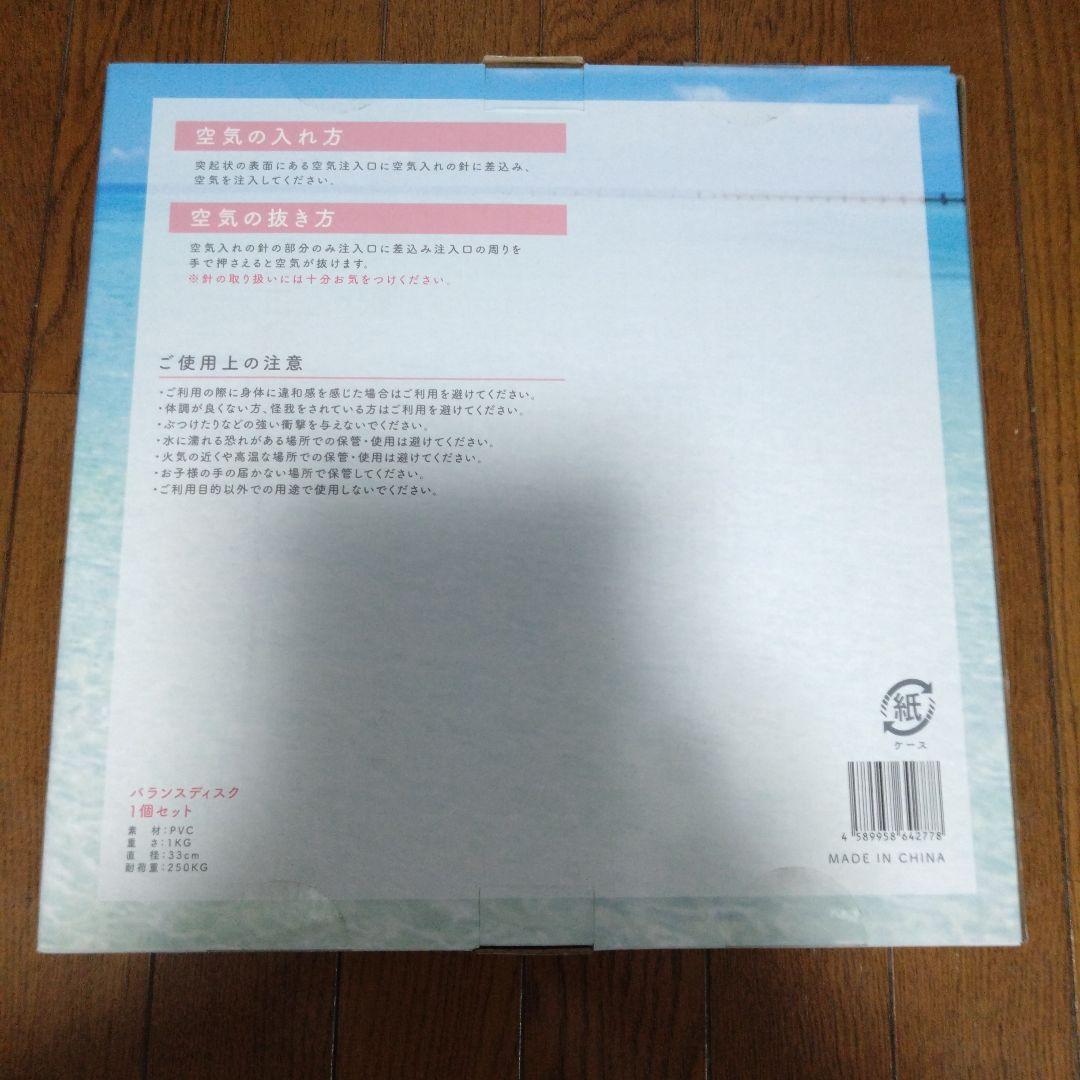 空気の入れ方
突起状の表面にある空気注入口に空気入れの針に差込み、
空気を注入してください。
空気の抜き方
空気入れの針の部分のみ注入口に差込み注入口の周りを
手で押さえると空気が抜けます。
※針の取り扱いには十分お気をつけください。
ご使用上の注意
・ご利用の際に身体に違和感を感じた場合はご利用を避けてください。
・体調が良くない方、怪我をされている方はご利用を避けてください。
・ぶつけたりなどの強い衝撃を与えないでください。
・水に濡れる恐れがある場所での保管・使用は避けてください。
・火気の近くや高温な場所での保管・使用は避けてください。
・お子様の手の届かない場所で保管してください。
・ご利用目的以外での用途で使用しないでください。
紙
ケース
バランスディスク
1個セット
素 材：PVC
重 さ：1KG
直 径：33cm
耐荷重：250KG
4 589958 642778
MADE IN CHINA